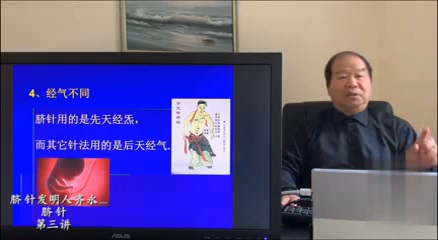 4、经气不同
脐针用的是先天经炁，
而其它针法用的是后天经气.
脐针发明人齐永
脐针
第三讲
ASUS